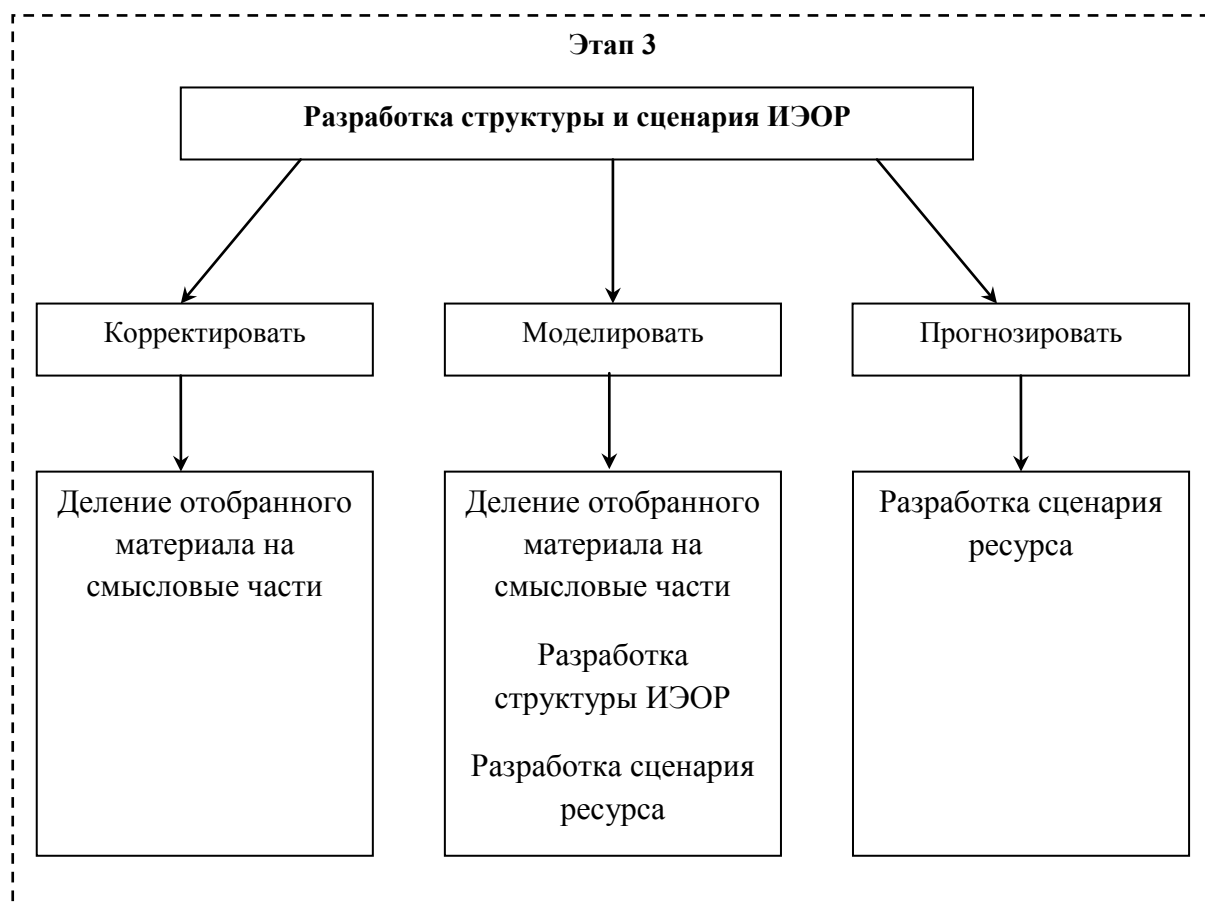 Этап 3
Разработка структуры и сценария ИЭОР
Корректировать
Моделировать
Прогнозировать
Деление отобранного
материала на
смысловые части
Деление отобранного
материала на
смысловые части
Разработка
структуры ИЭОР
Разработка сценария
ресурса
Разработка сценария
ресурса